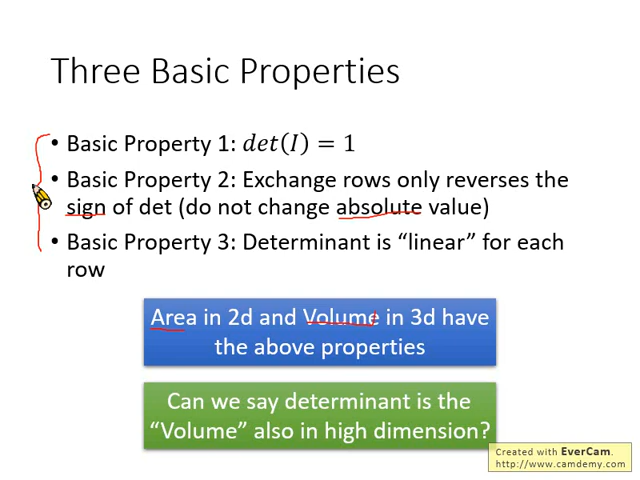 Three Basic Properties
• Basic Property 1: det(I) = 1
• Basic Property 2: Exchange rows only reverses the
sign of det (do not change absolute value)
• Basic Property 3: Determinant is “linear” for each
row
Area in 2d and Volume in 3d have
the above properties
Can we say determinant is the
“Volume” also in high dimension?
Created with EverCam.
http://www.camdemy.com